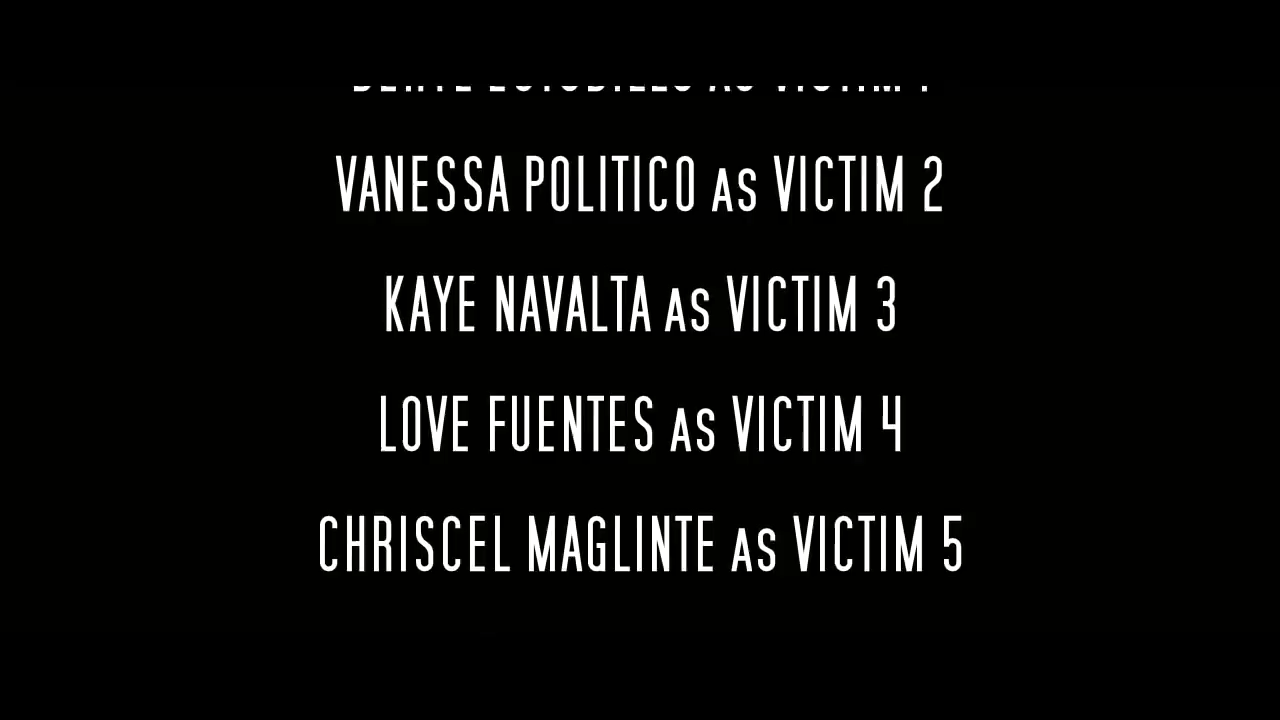 VANESSA POLITICO AS VICTIM 2
KAYE NAVALTA AS VICTIM 3
LOVE FUENTES AS VICTIM 4
CHRISCEL MAGLINTE AS VICTIM 5